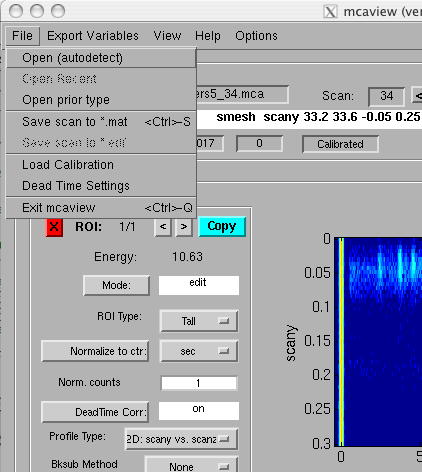 mcaview (ver
File Export Variables View Help Options
Open (autodetect)
Open Recent
Open prior type
Save scan to *.mat <Ctrl>-S
Save scan to *.edf
Load Calibration
Dead Time Settings
Exit mcaview <Ctrl>-Q
ers5_34.mca Scan: 34 <
smesh scany 33.2 33.6 -0.05 0.25
017 0 Calibrated
X ROI: 1/1 < > Copy
Energy: 10.63
Mode: edit
ROI Type: Tall
Normalize to ctr: sec
Norm. counts 1
DeadTime Corr: on
Profile Type: 2D: scany vs. scanz
Bksub Method None
scany
0
0.05
0.1
0.15
0.2
0.25
0.3
0 5